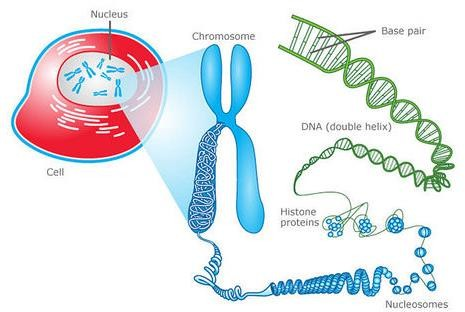 Nucleus
Chromosome
Base pair
DNA (double helix)
Cell
Histone
proteins
Nucleosomes